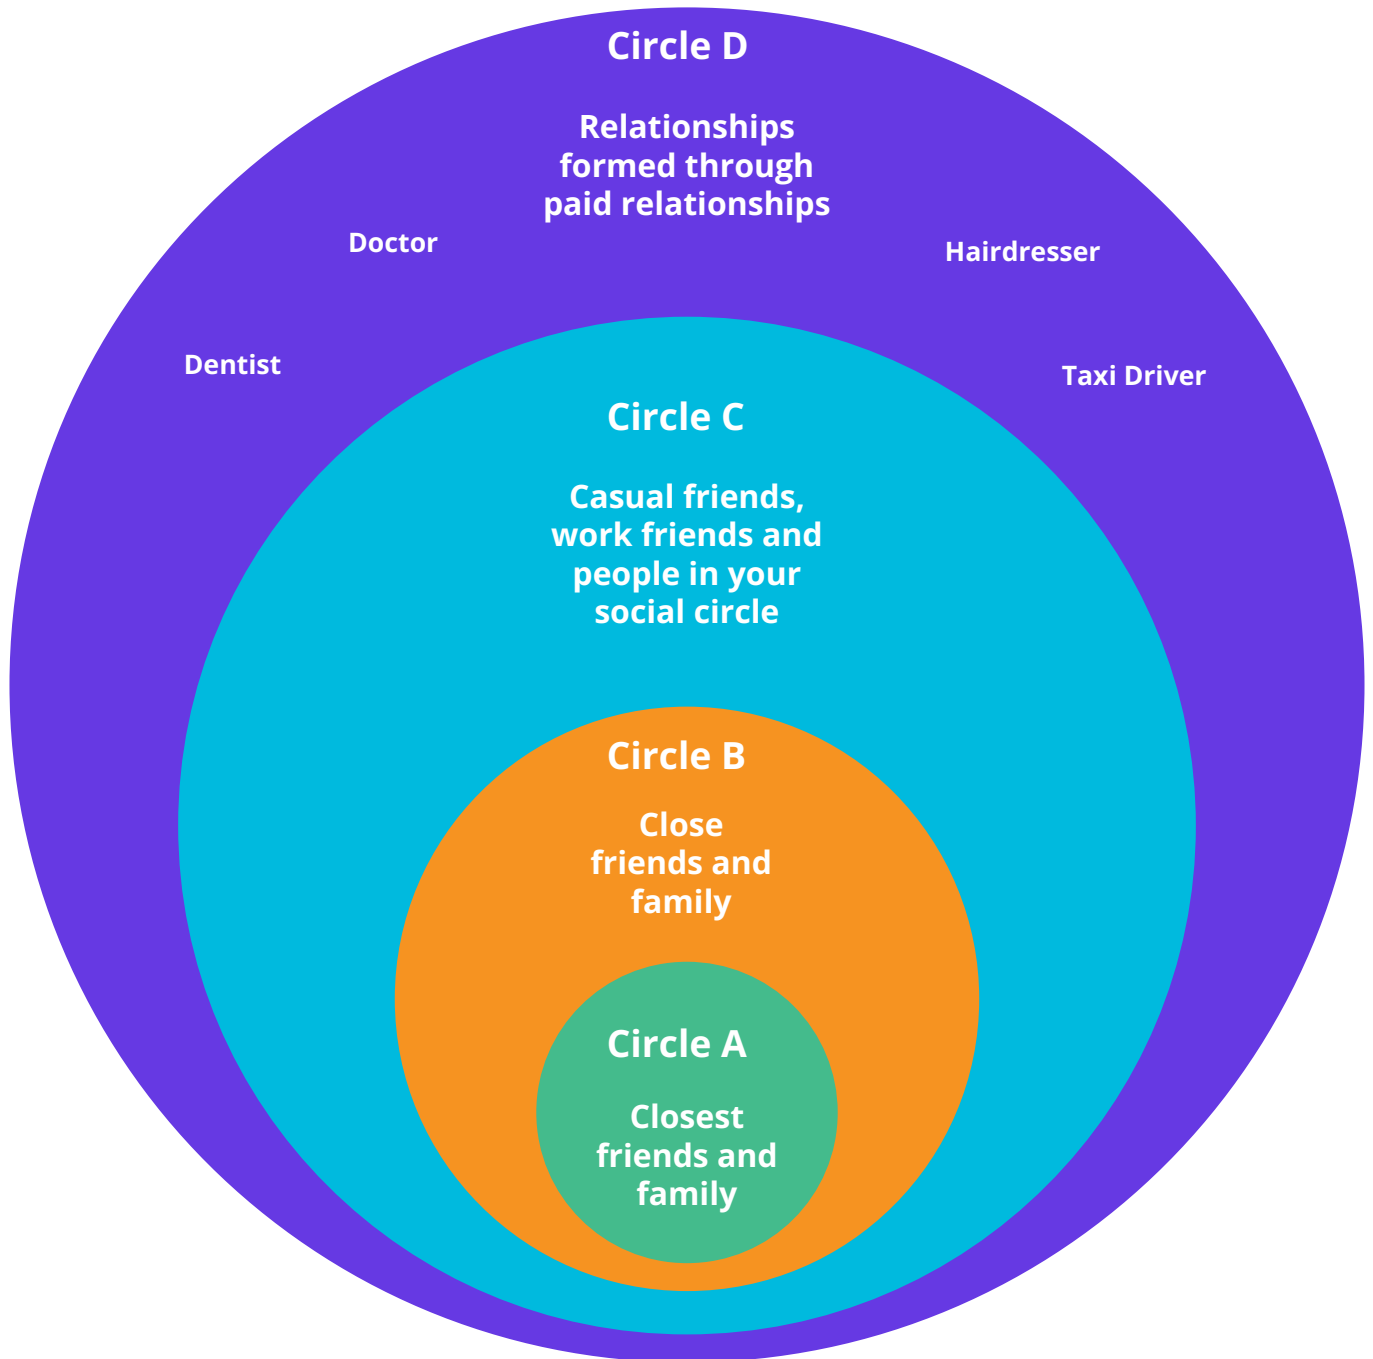 Circle D
Relationships
formed through
paid relationships
Doctor
Hairdresser
Dentist
Taxi Driver
Circle C
Casual friends,
work friends and
people in your
social circle
Circle B
Close
friends and
family
Circle A
Closest
friends and
family